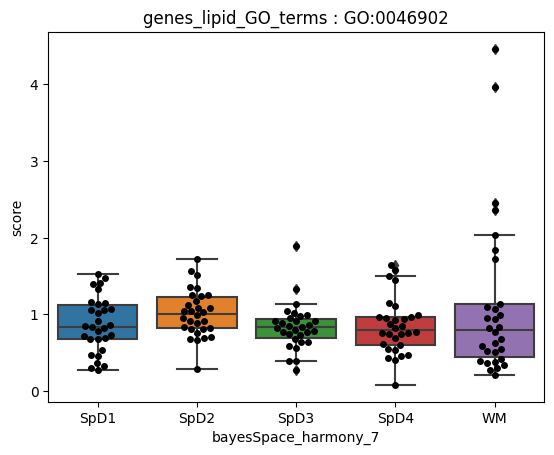 genes_lipid_GO_terms : GO:0046902
score
4
3
2
1
0
SpD1 SpD2 SpD3 SpD4 WM
bayesSpace_harmony_7